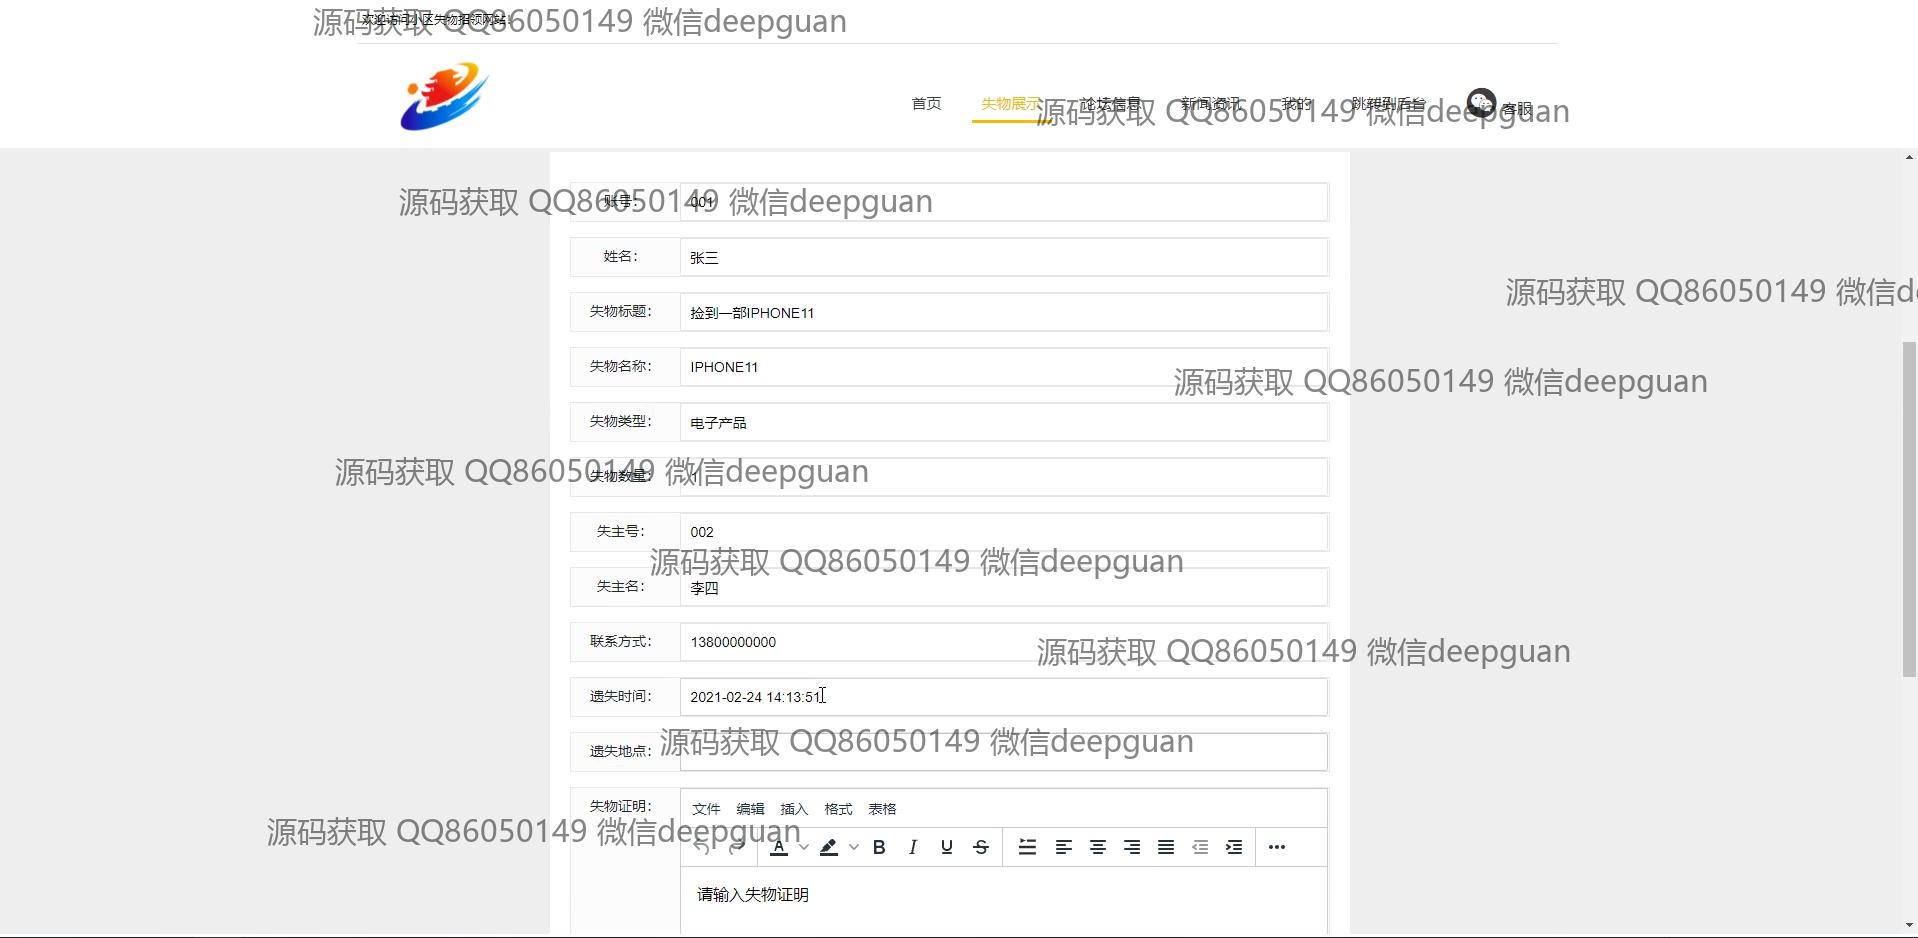 欢迎访问小区失物招领网站!
源码获取 QQ86050149 微信deepguan
首页 失物展示 论坛信息 新闻资讯 我的 跳转到后台 客服
源码获取 QQ86050149 微信deepguan
账号: 001
源码获取 QQ86050149 微信deepguan
姓名: 张三
源码获取 QQ86050149 微信d
失物标题: 捡到一部IPHONE11
失物名称: IPHONE11
源码获取 QQ86050149 微信deepguan
失物类型: 电子产品
失物数量: 1
源码获取 QQ86050149 微信deepguan
失主号: 002
源码获取 QQ86050149 微信deepguan
失主名: 李四
联系方式: 13800000000
源码获取 QQ86050149 微信deepguan
遗失时间: 2021-02-24 14:13:51
遗失地点:
源码获取 QQ86050149 微信deepguan
失物证明: 文件 编辑 插入 格式 表格
源码获取 QQ86050149 微信deepguan
A B I U S
请输入失物证明